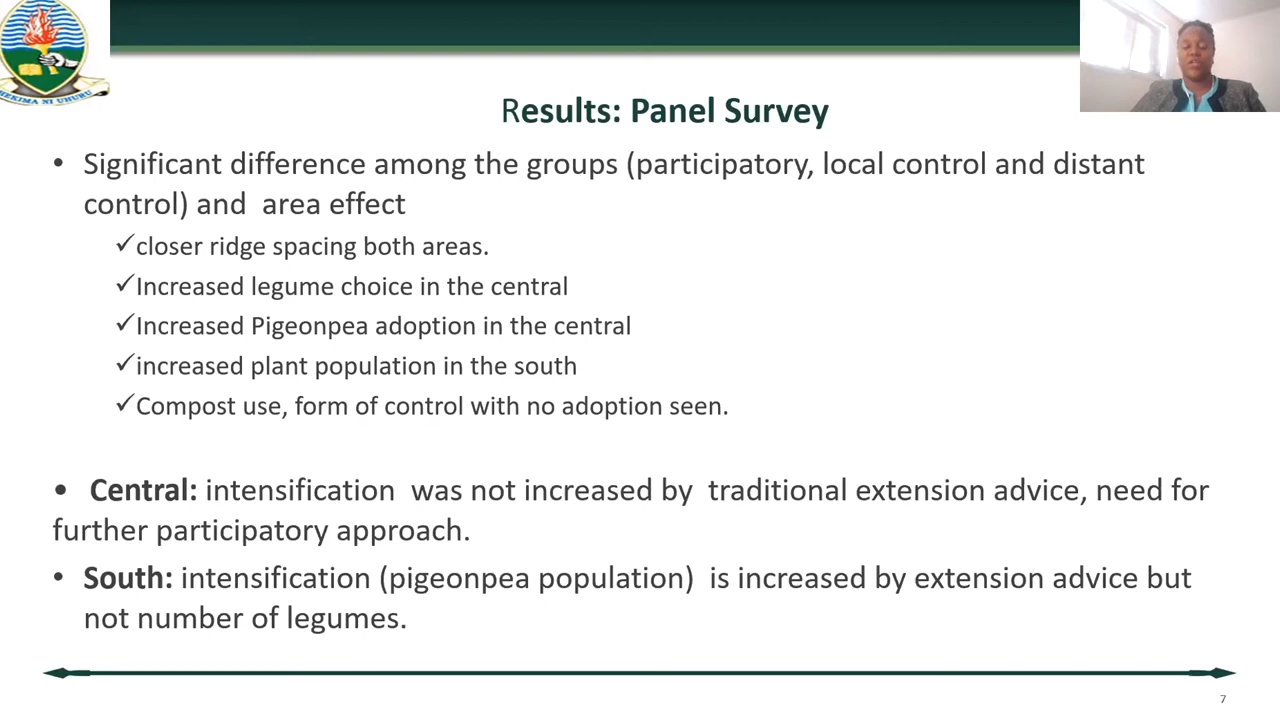 HEKIMA NI UHURU
Results: Panel Survey
• Significant difference among the groups (participatory, local control and distant
control) and area effect
✓closer ridge spacing both areas.
✓Increased legume choice in the central
✓Increased Pigeonpea adoption in the central
✓increased plant population in the south
✓Compost use, form of control with no adoption seen.
• Central: intensification was not increased by traditional extension advice, need for
further participatory approach.
• South: intensification (pigeonpea population) is increased by extension advice but
not number of legumes.
7